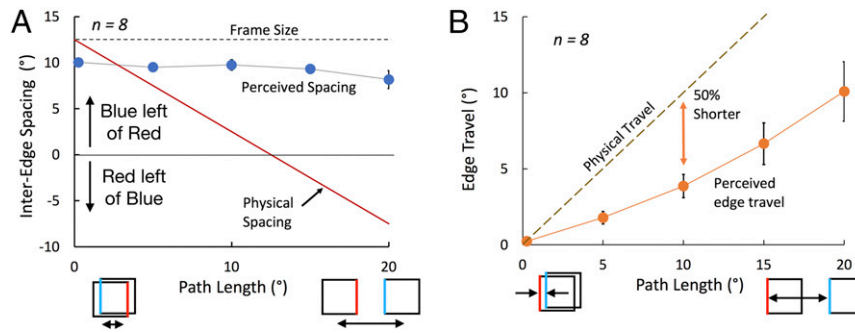 A
n = 8
Frame Size
Perceived Spacing
Blue left
of Red
Red left
of Blue
Physical
Spacing
Inter-Edge Spacing (°)
15
10
5
0
-5
-10
0
10
20
Path Length (°)
B
n = 8
50%
Shorter
Physical Travel
Perceived
edge travel
Edge Travel (°)
15
10
5
0
0
5
10
15
20
Path Length (°)